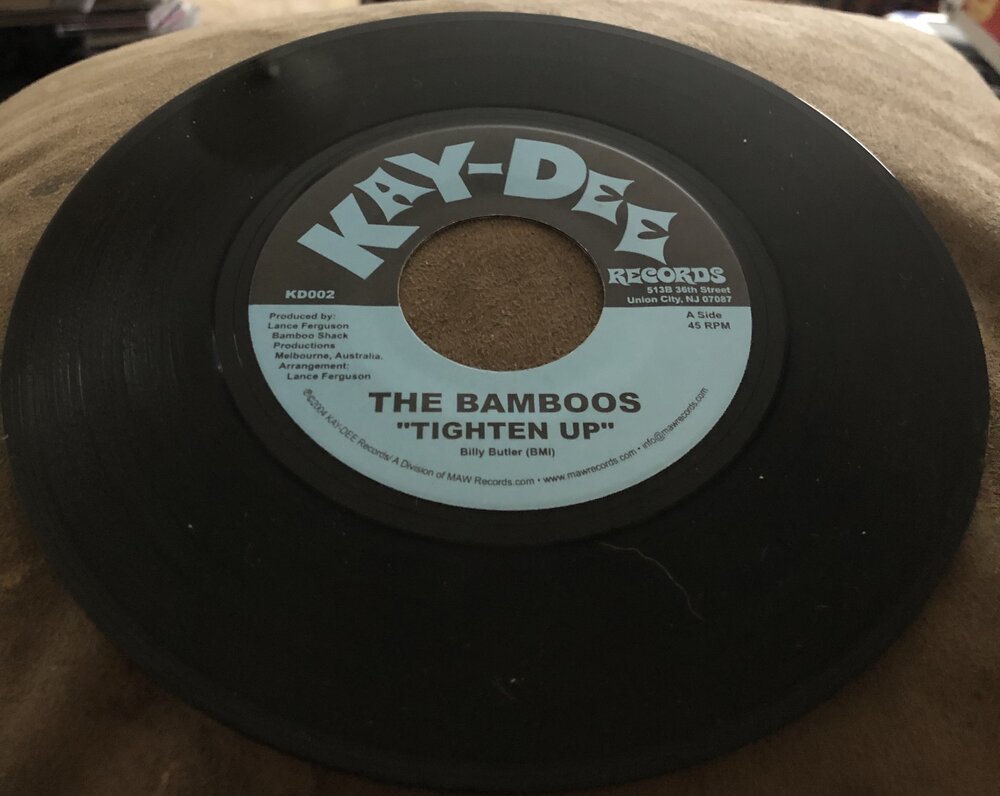 KAY-DEE
RECORDS
513B 36th Street
Union City, NJ 07087
KD002
A Side
45 RPM
Produced by:
Lance Ferguson
Bamboo Shack
Productions
Melbourne, Australia.
Arrangement:
Lance Ferguson
THE BAMBOOS
"TIGHTEN UP"
Billy Butler (BMI)
℗©2004 KAY-DEE Records/ A Division of MAW Records.com • www.mawrecords.com • info@mawrecords.com